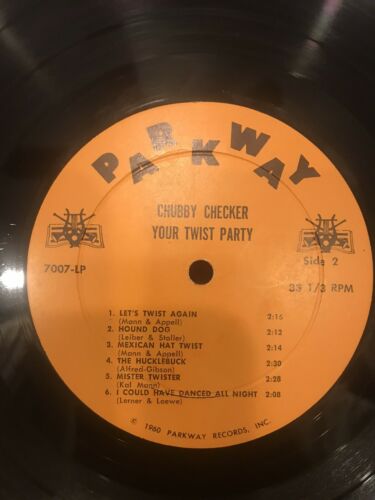 PARKWAY
CHUBBY CHECKER
YOUR TWIST PARTY
7007-LP
Side 2
33 1/3 RPM
1. LET'S TWIST AGAIN 2:16
(Mann & Appell)
2. HOUND DOG 2:12
(Leiber & Stoller)
3. MEXICAN HAT TWIST 2:14
(Mann & Appell)
4. THE HUCKLEBUCK 2:30
(Alfred-Gibson)
5. MISTER TWISTER 2:28
(Kal Mann)
6. I COULD HAVE DANCED ALL NIGHT 2:08
(Lerner & Loewe)
© 1960 PARKWAY RECORDS, INC.